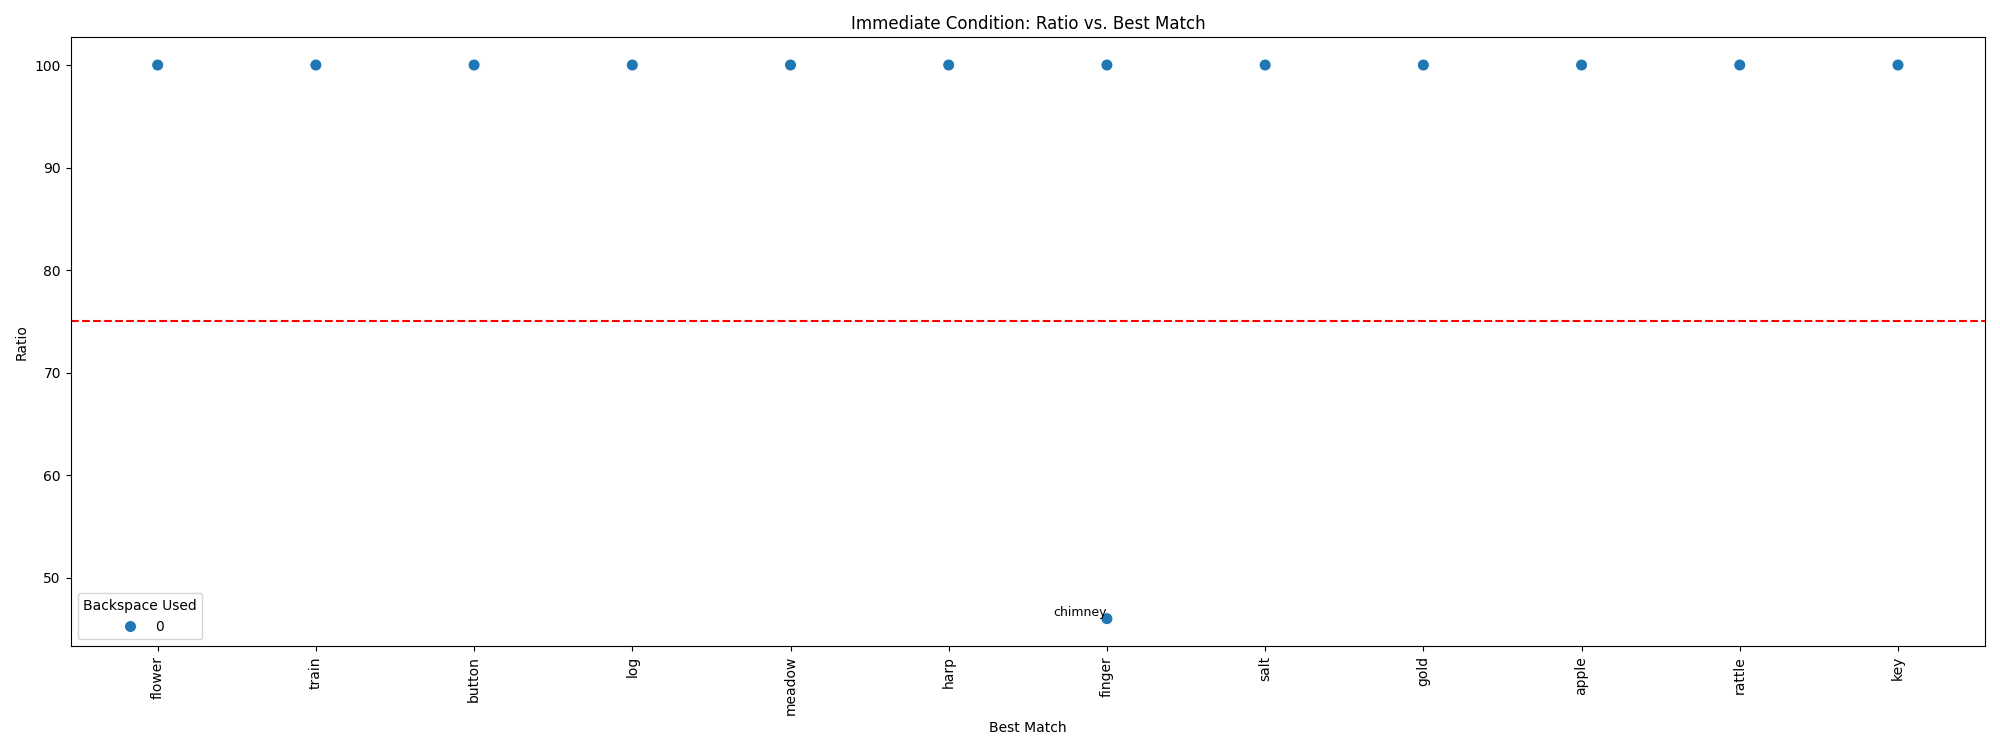 Immediate Condition: Ratio vs. Best Match
Ratio
100
90
80
70
60
50
chimney
Backspace Used
0
flower
train
button
log
meadow
harp
finger
salt
gold
apple
rattle
key
Best Match